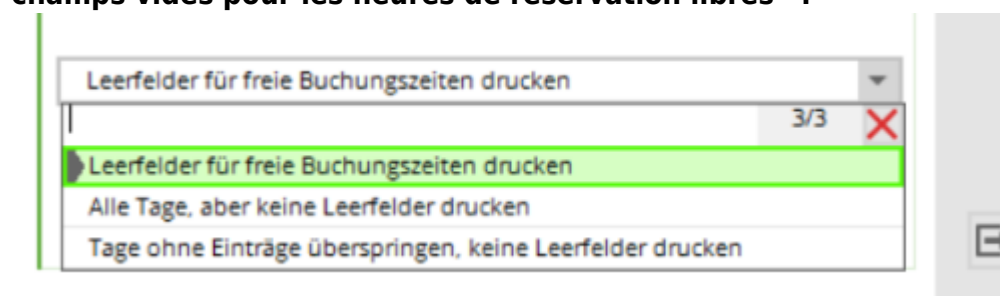 champs vides pour les heures de réservation libres
Leerfelder für freie Buchungszeiten drucken
3/3
Leerfelder für freie Buchungszeiten drucken
Alle Tage, aber keine Leerfelder drucken
Tage ohne Einträge überspringen, keine Leerfelder drucken